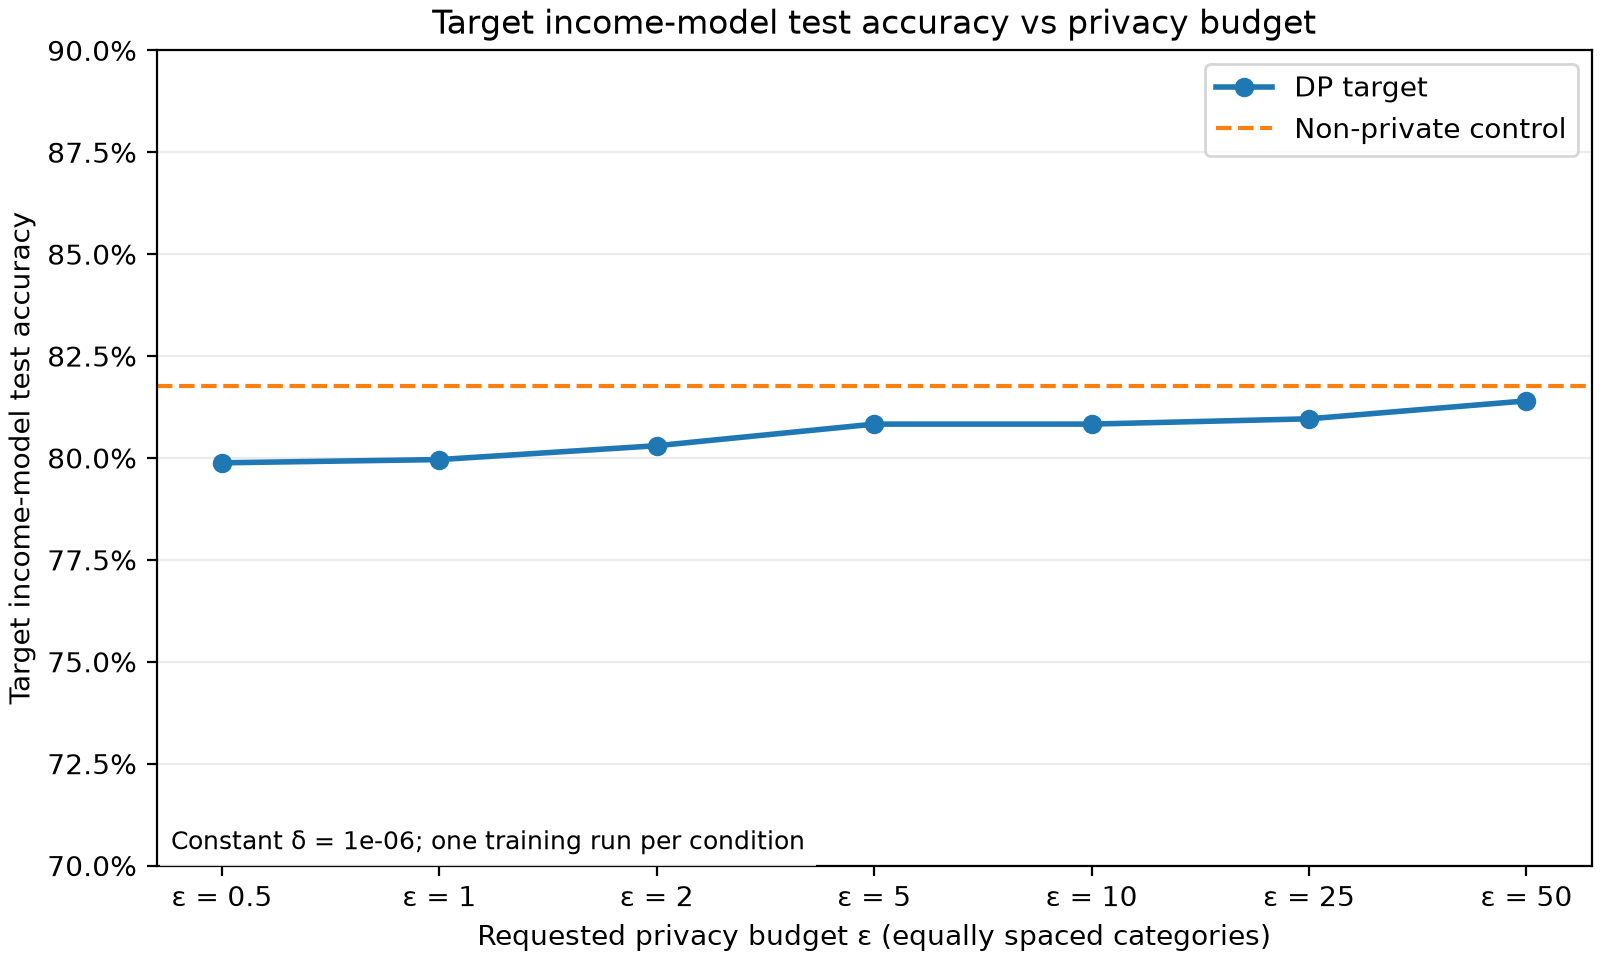 Target income-model test accuracy vs privacy budget
90.0%
87.5%
85.0%
82.5%
80.0%
77.5%
75.0%
72.5%
70.0%
Target income-model test accuracy
DP target
Non-private control
Constant δ = 1e-06; one training run per condition
ε = 0.5
ε = 1
ε = 2
ε = 5
ε = 10
ε = 25
ε = 50
Requested privacy budget ε (equally spaced categories)